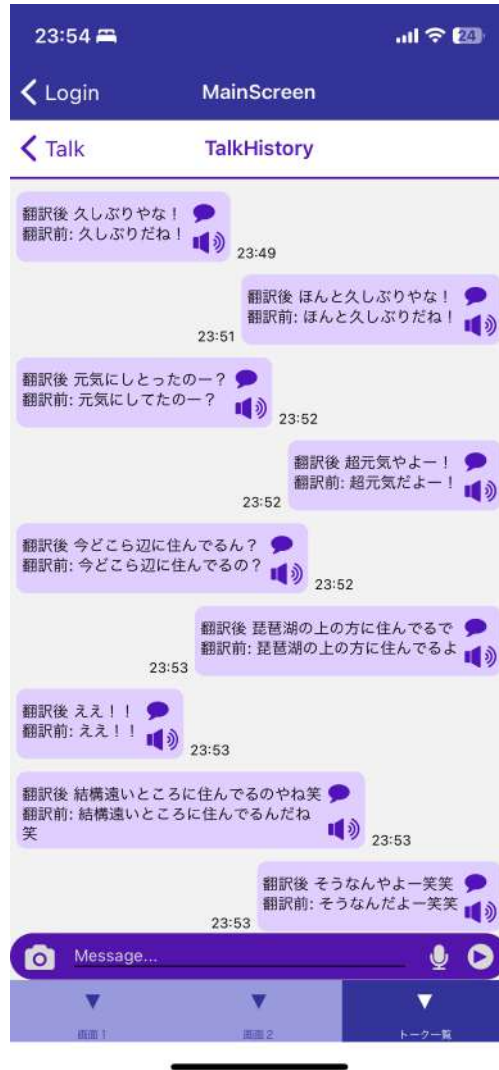 23:54
24
Login
MainScreen
Talk
TalkHistory
翻訳後 久しぶりやな！
翻訳前: 久しぶりだね！
23:49
翻訳後 ほんと久しぶりやな！
翻訳前: ほんと久しぶりだね！
23:51
翻訳後 元気にしとったのー？
翻訳前: 元気にしてたのー？
23:52
翻訳後 超元気やよー！
翻訳前: 超元気だよー！
23:52
翻訳後 今どこら辺に住んでるん？
翻訳前: 今どこら辺に住んでるの？
23:52
翻訳後 琵琶湖の上の方に住んでるで
翻訳前: 琵琶湖の上の方に住んでるよ
23:53
翻訳後 ええ！！
翻訳前: ええ！！
23:53
翻訳後 結構遠いところに住んでるのやね笑
翻訳前: 結構遠いところに住んでるんだね
笑
23:53
翻訳後 そうなんやよー笑笑
翻訳前: そうなんだよー笑笑
23:53
Message...
画面1
画面2
トーク一覧